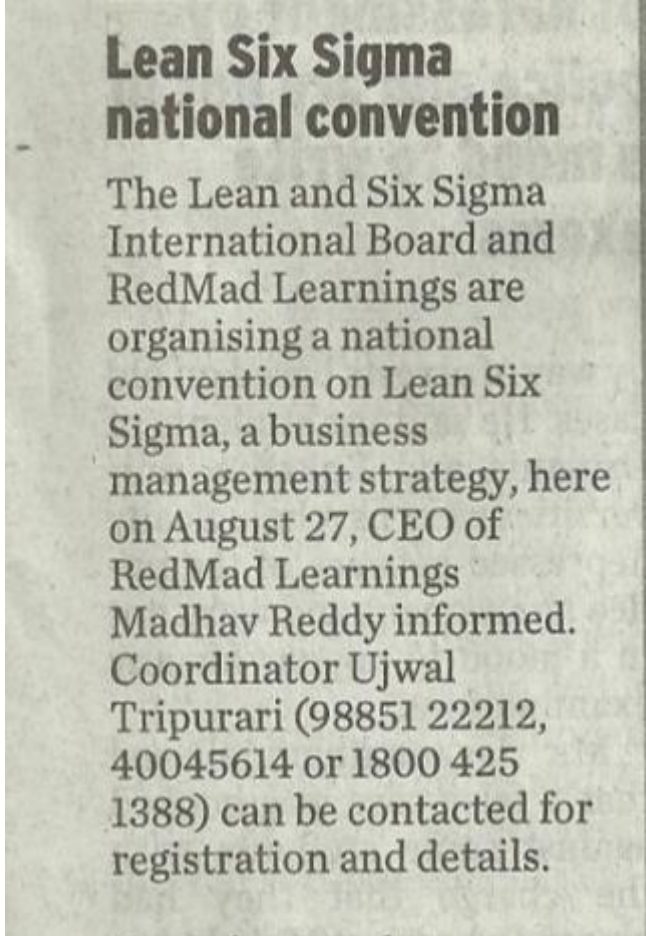 Lean Six Sigma
national convention
The Lean and Six Sigma
International Board and
RedMad Learnings are
organising a national
convention on Lean Six
Sigma, a business
management strategy, here
on August 27, CEO of
RedMad Learnings
Madhav Reddy informed.
Coordinator Ujwal
Tripurari (98851 22212,
40045614 or 1800 425
1388) can be contacted for
registration and details.